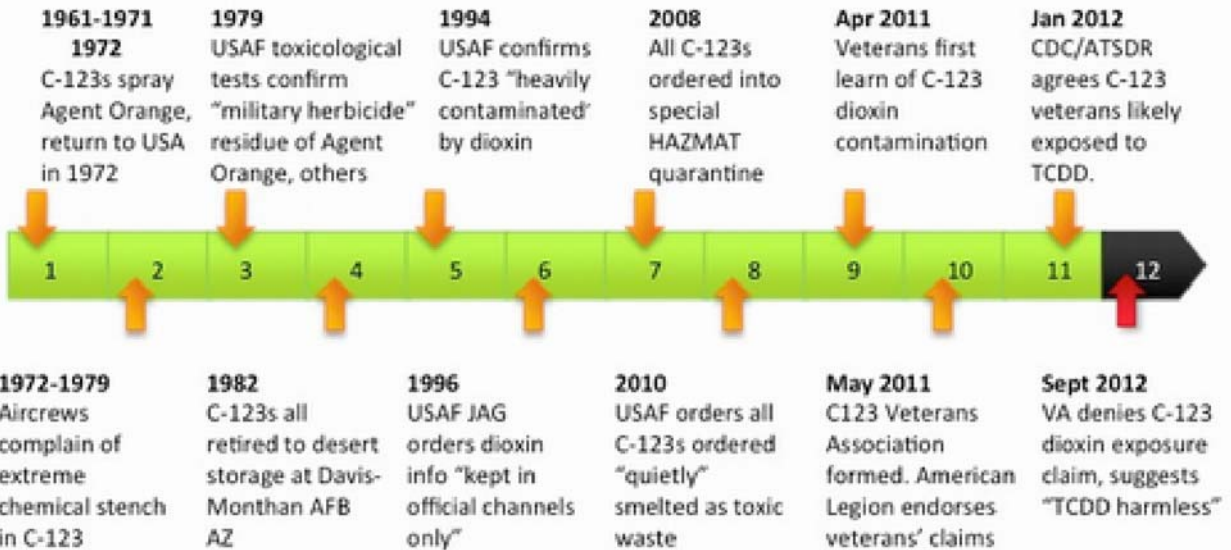 1961-1971
1972
C-123s spray
Agent Orange,
return to USA
in 1972
1979
USAF toxicological
tests confirm
“military herbicide”
residue of Agent
Orange, others
1994
USAF confirms
C-123 “heavily
contaminated’
by dioxin
2008
All C-123s
ordered into
special
HAZMAT
quarantine
Apr 2011
Veterans first
learn of C-123
dioxin
contamination
Jan 2012
CDC/ATSDR
agrees C-123
veterans likely
exposed to
TCDD.
1 2 3 4 5 6 7 8 9 10 11 12
1972-1979
Aircrews
complain of
extreme
chemical stench
in C-123
1982
C-123s all
retired to desert
storage at Davis-
Monthan AFB
AZ
1996
USAF JAG
orders dioxin
info “kept in
official channels
only”
2010
USAF orders all
C-123s ordered
“quietly”
smelted as toxic
waste
May 2011
C123 Veterans
Association
formed. American
Legion endorses
veterans’ claims
Sept 2012
VA denies C-123
dioxin exposure
claim, suggests
“TCDD harmless”